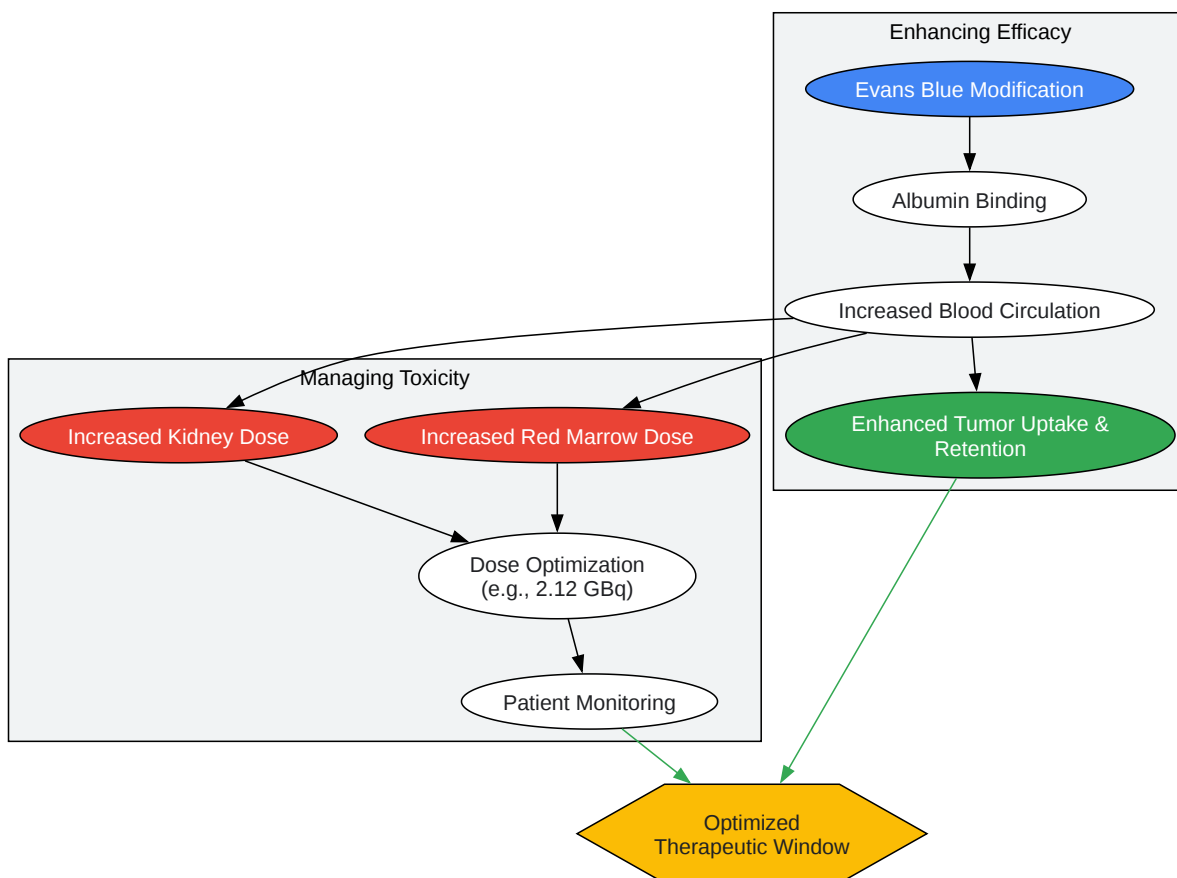 Enhancing Efficacy
Evans Blue Modification
Albumin Binding
Increased Blood Circulation
Enhanced Tumor Uptake &
Retention
Managing Toxicity
Increased Kidney Dose
Increased Red Marrow Dose
Dose Optimization
(e.g., 2.12 GBq)
Patient Monitoring
Optimized
Therapeutic Window